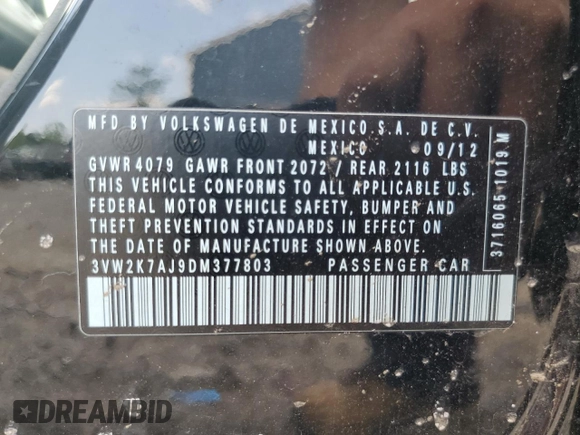 MFD BY VOLKSWAGEN DE MEXICO S.A. DE C.V.
MEXICO 09/12
GVWR 4079 GAWR FRONT 2072 / REAR 2116 LBS
THIS VEHICLE CONFORMS TO ALL APPLICABLE U.S.
FEDERAL MOTOR VEHICLE SAFETY, BUMPER AND
THEFT PREVENTION STANDARDS IN EFFECT ON
THE DATE OF MANUFACTURE SHOWN ABOVE.
3VW2K7AJ9DM377803 PASSENGER CAR
3716065 1019 M
DREAMBID